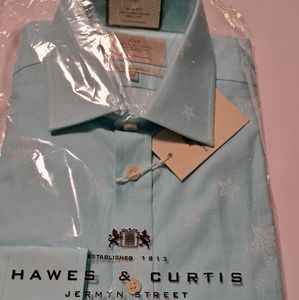 ESTABLISHED 1913
HAWES & CURTIS
JERMYN STREET